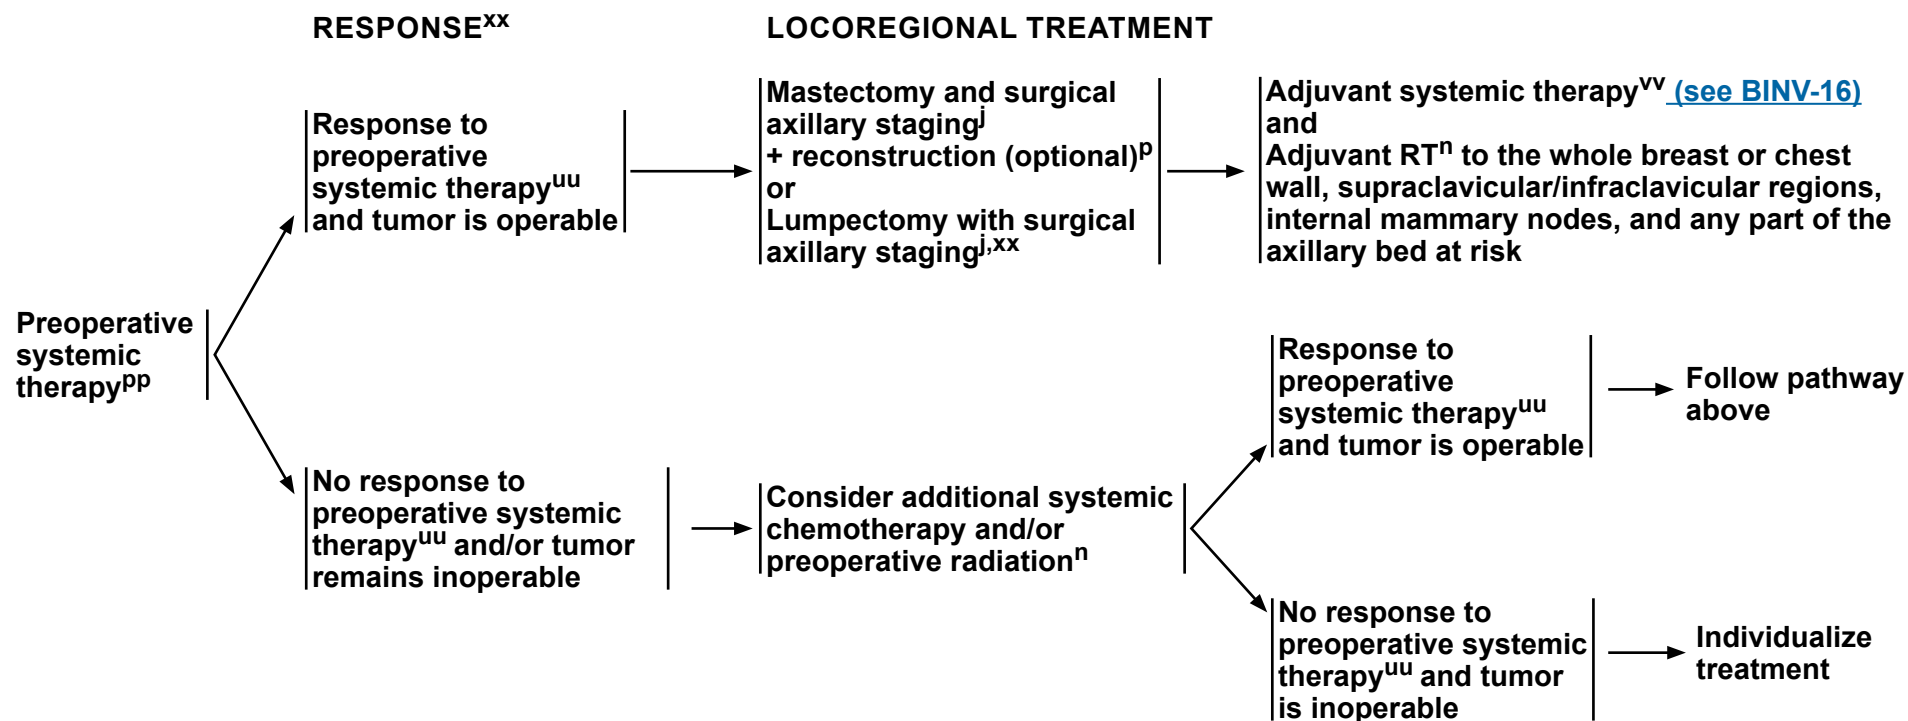 RESPONSExx
LOCOREGIONAL TREATMENT
Preoperative
systemic
therapypp
Response to
preoperative
systemic therapyuu
and tumor is operable
Mastectomy and surgical
axillary stagingj
+ reconstruction (optional)p
or
Lumpectomy with surgical
axillary stagingj,xx
Adjuvant systemic therapyvv (see BINV-16)
and
Adjuvant RTn to the whole breast or chest
wall, supraclavicular/infraclavicular regions,
internal mammary nodes, and any part of the
axillary bed at risk
No response to
preoperative systemic
therapyuu and/or tumor
remains inoperable
Consider additional systemic
chemotherapy and/or
preoperative radiationn
Response to
preoperative
systemic therapyuu
and tumor is operable
Follow pathway
above
No response to
preoperative systemic
therapyuu and tumor
is inoperable
Individualize
treatment